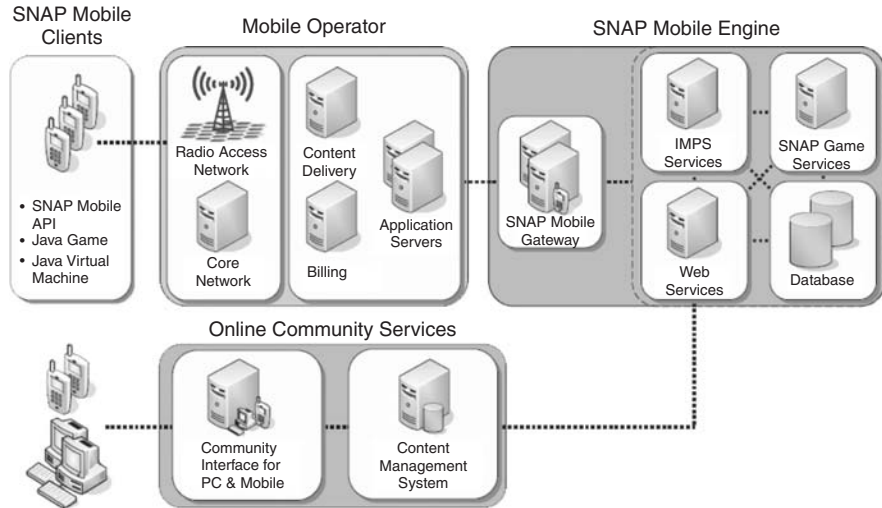 SNAP Mobile
Clients
Mobile Operator
SNAP Mobile Engine
• SNAP Mobile
API
• Java Game
• Java Virtual
Machine
Radio Access
Network
Core
Network
Content
Delivery
Billing
Application
Servers
SNAP Mobile
Gateway
IMPS
Services
SNAP Game
Services
Web
Services
Database
Online Community Services
Community
Interface for
PC & Mobile
Content
Management
System